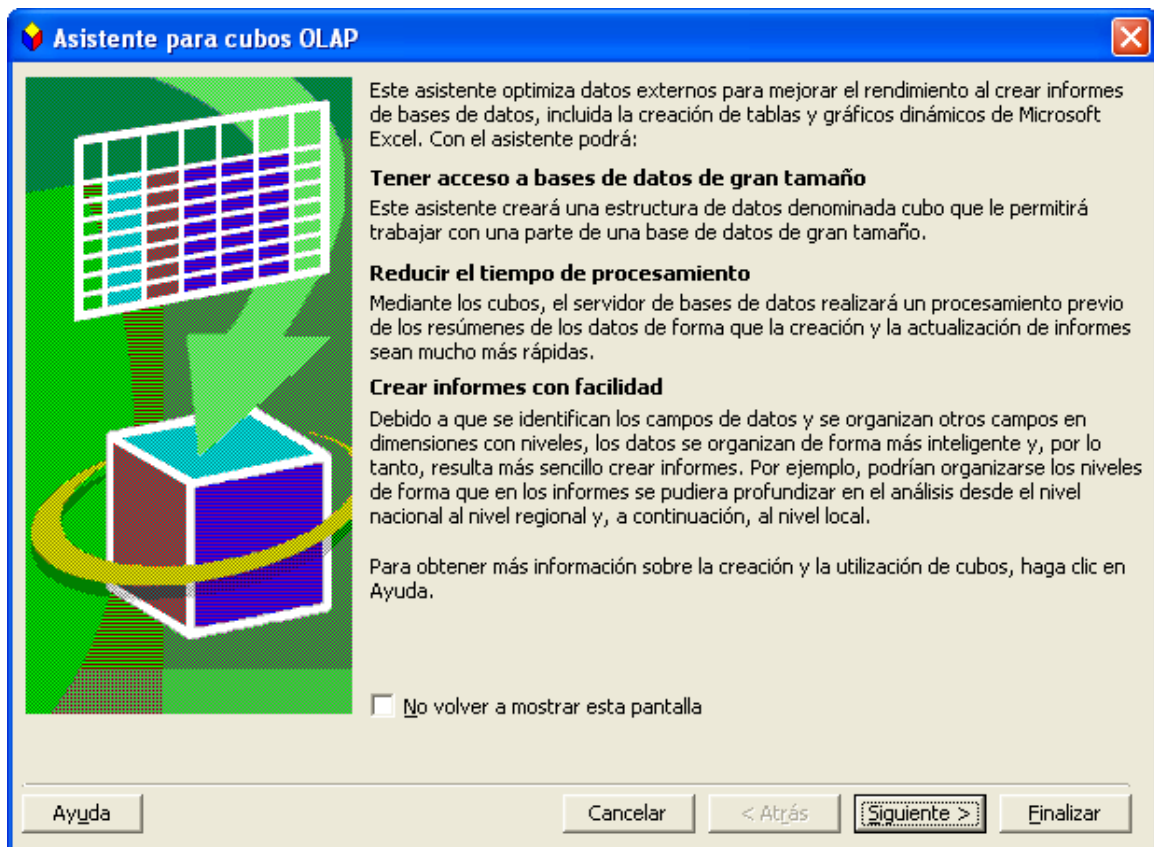 Asistente para cubos OLAP
Este asistente optimiza datos externos para mejorar el rendimiento al crear informes
de bases de datos, incluida la creación de tablas y gráficos dinámicos de Microsoft
Excel. Con el asistente podrá:
Tener acceso a bases de datos de gran tamaño
Este asistente creará una estructura de datos denominada cubo que le permitirá
trabajar con una parte de una base de datos de gran tamaño.
Reducir el tiempo de procesamiento
Mediante los cubos, el servidor de bases de datos realizará un procesamiento previo
de los resúmenes de los datos de forma que la creación y la actualización de informes
sean mucho más rápidas.
Crear informes con facilidad
Debido a que se identifican los campos de datos y se organizan otros campos en
dimensiones con niveles, los datos se organizan de forma más inteligente y, por lo
tanto, resulta más sencillo crear informes. Por ejemplo, podrían organizarse los niveles
de forma que en los informes se pudiera profundizar en el análisis desde el nivel
nacional al nivel regional y, a continuación, al nivel local.
Para obtener más información sobre la creación y la utilización de cubos, haga clic en
Ayuda.
No volver a mostrar esta pantalla
Ayuda
Cancelar
< Atrás
Siguiente >
Finalizar